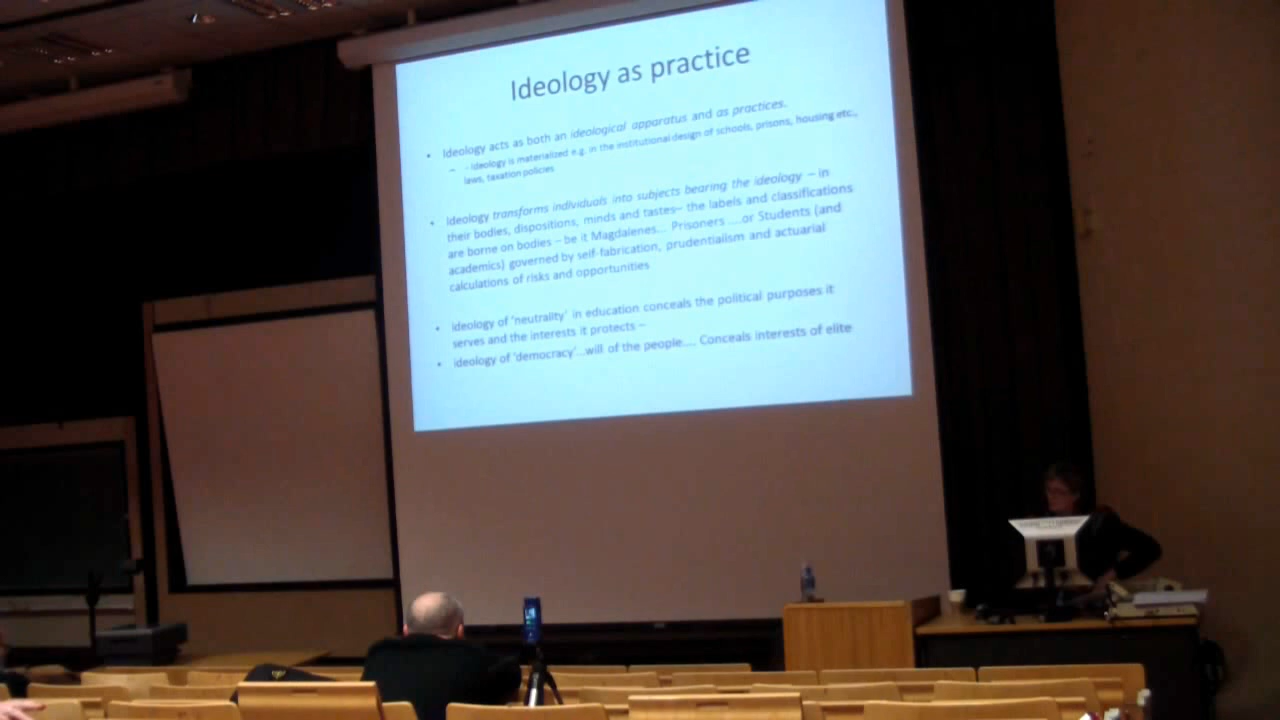 Ideology as practice
• Ideology acts as both an ideological apparatus and as practices.
– - Ideology is materialized e.g. in the institutional design of schools, prisons, housing etc.,
laws, taxation policies
• Ideology transforms individuals into subjects bearing the ideology – in
their bodies, dispositions, minds and tastes– the labels and classifications
are borne on bodies – be it Magdalenes... Prisoners ....or Students (and
academics) governed by self-fabrication, prudentialism and actuarial
calculations of risks and opportunities
• ideology of 'neutrality' in education conceals the political purposes it
serves and the interests it protects –
• ideology of 'democracy'...will of the people.... Conceals interests of elite